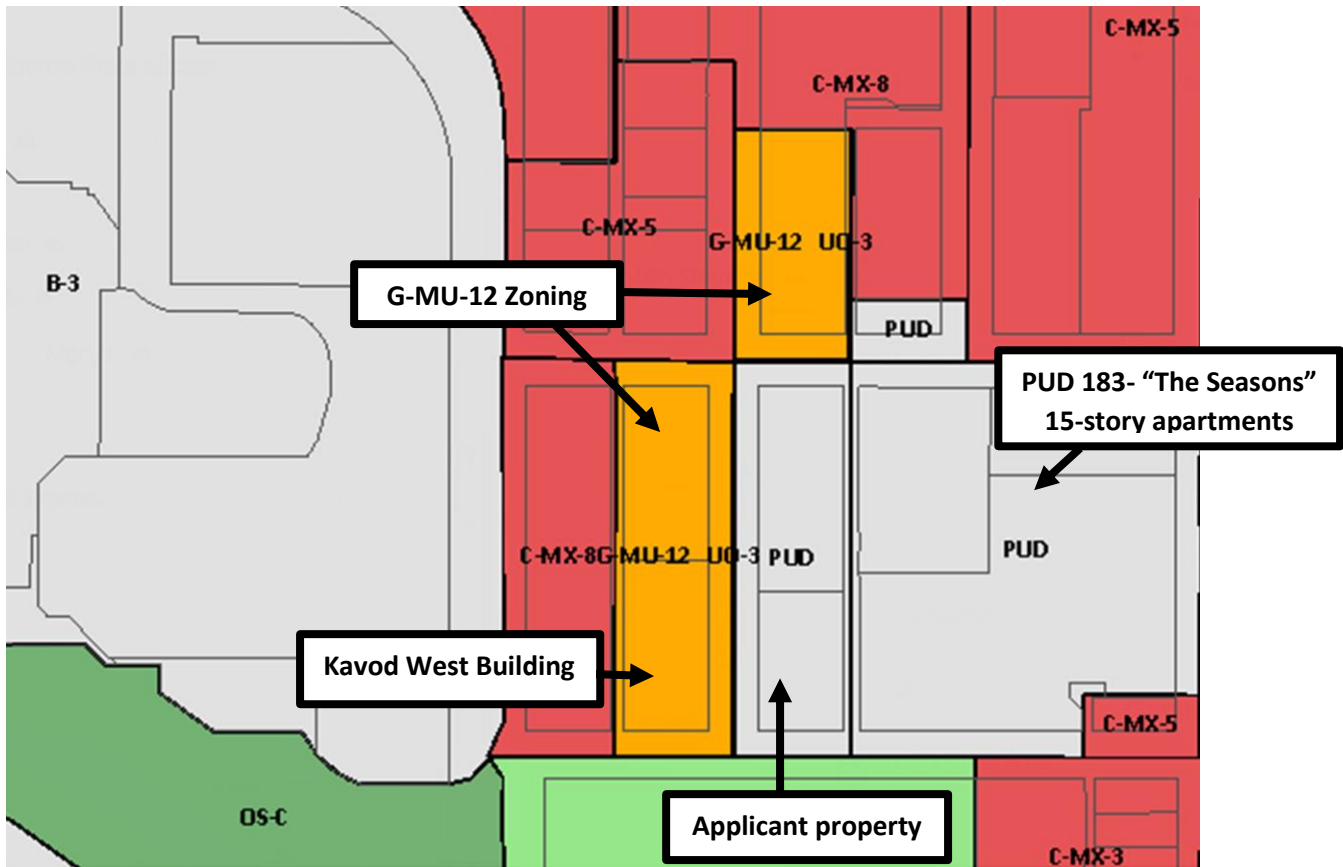 C-MX-5
C-MX-8
C-MX-5
G-MU-12 UO-3
B-3
G-MU-12 Zoning
PUD
PUD 183- “The Seasons”
15-story apartments
C-MX-8
G-MU-12 UO-3
PUD
PUD
Kavod West Building
C-MX-5
OS-C
Applicant property
C-MX-3